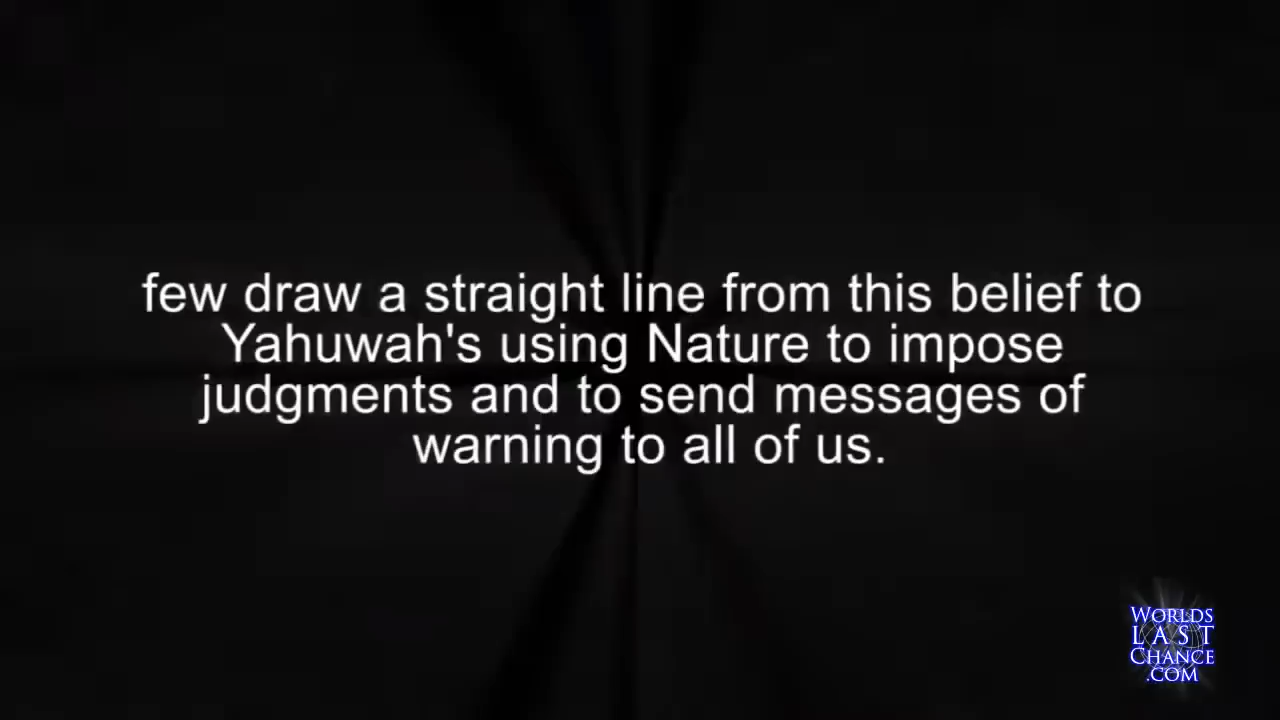 few draw a straight line from this belief to
Yahuwah's using Nature to impose
judgments and to send messages of
warning to all of us.
WORLDS
LAST
CHANCE
.COM